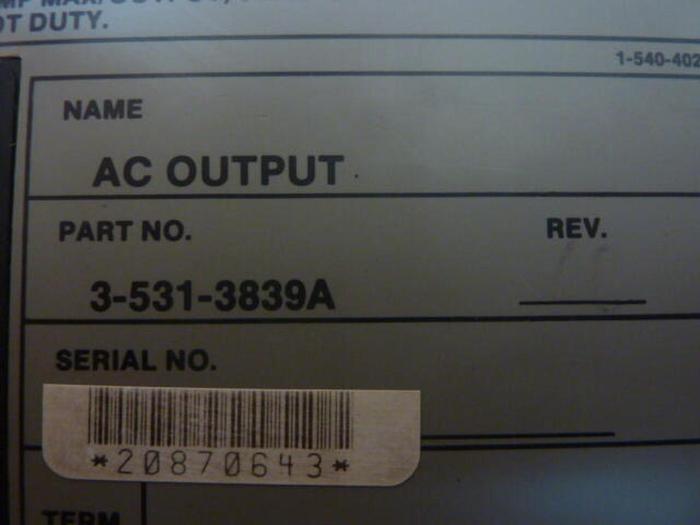 OT DUTY.
1-540-402
NAME
AC OUTPUT
PART NO.
REV.
3-531-3839A
SERIAL NO.
*20870643*
TERM